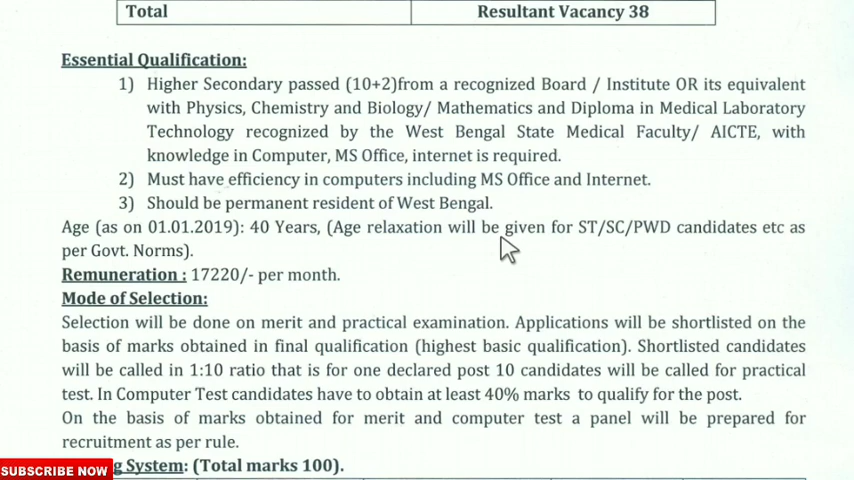 Total Resultant Vacancy 38
Essential Qualification:
1) Higher Secondary passed (10+2)from a recognized Board / Institute OR its equivalent
with Physics, Chemistry and Biology/ Mathematics and Diploma in Medical Laboratory
Technology recognized by the West Bengal State Medical Faculty/ AICTE, with
knowledge in Computer, MS Office, internet is required.
2) Must have efficiency in computers including MS Office and Internet.
3) Should be permanent resident of West Bengal.
Age (as on 01.01.2019): 40 Years, (Age relaxation will be given for ST/SC/PWD candidates etc as
per Govt. Norms).
Remuneration : 17220/- per month.
Mode of Selection:
Selection will be done on merit and practical examination. Applications will be shortlisted on the
basis of marks obtained in final qualification (highest basic qualification). Shortlisted candidates
will be called in 1:10 ratio that is for one declared post 10 candidates will be called for practical
test. In Computer Test candidates have to obtain at least 40% marks to qualify for the post.
On the basis of marks obtained for merit and computer test a panel will be prepared for
recruitment as per rule.
SUBSCRIBE NOW g System: (Total marks 100).